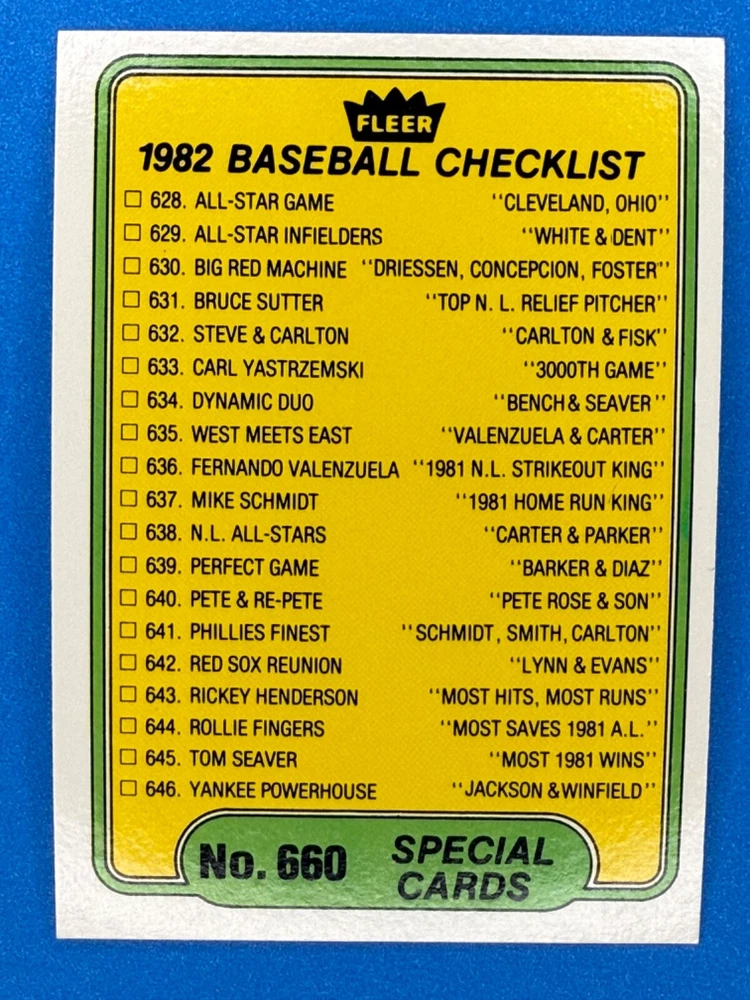 FLEER
1982 BASEBALL CHECKLIST
628. ALL-STAR GAME ''CLEVELAND, OHIO''
629. ALL-STAR INFIELDERS ''WHITE & DENT''
630. BIG RED MACHINE ''DRIESSEN, CONCEPCION, FOSTER''
631. BRUCE SUTTER ''TOP N. L. RELIEF PITCHER''
632. STEVE & CARLTON ''CARLTON & FISK''
633. CARL YASTRZEMSKI ''3000TH GAME''
634. DYNAMIC DUO ''BENCH & SEAVER''
635. WEST MEETS EAST ''VALENZUELA & CARTER''
636. FERNANDO VALENZUELA ''1981 N.L. STRIKEOUT KING''
637. MIKE SCHMIDT ''1981 HOME RUN KING''
638. N.L. ALL-STARS ''CARTER & PARKER''
639. PERFECT GAME ''BARKER & DIAZ''
640. PETE & RE-PETE ''PETE ROSE & SON''
641. PHILLIES FINEST ''SCHMIDT, SMITH, CARLTON''
642. RED SOX REUNION ''LYNN & EVANS''
643. RICKEY HENDERSON ''MOST HITS, MOST RUNS''
644. ROLLIE FINGERS ''MOST SAVES 1981 A.L.''
645. TOM SEAVER ''MOST 1981 WINS''
646. YANKEE POWERHOUSE ''JACKSON & WINFIELD''
No. 660 SPECIAL
CARDS